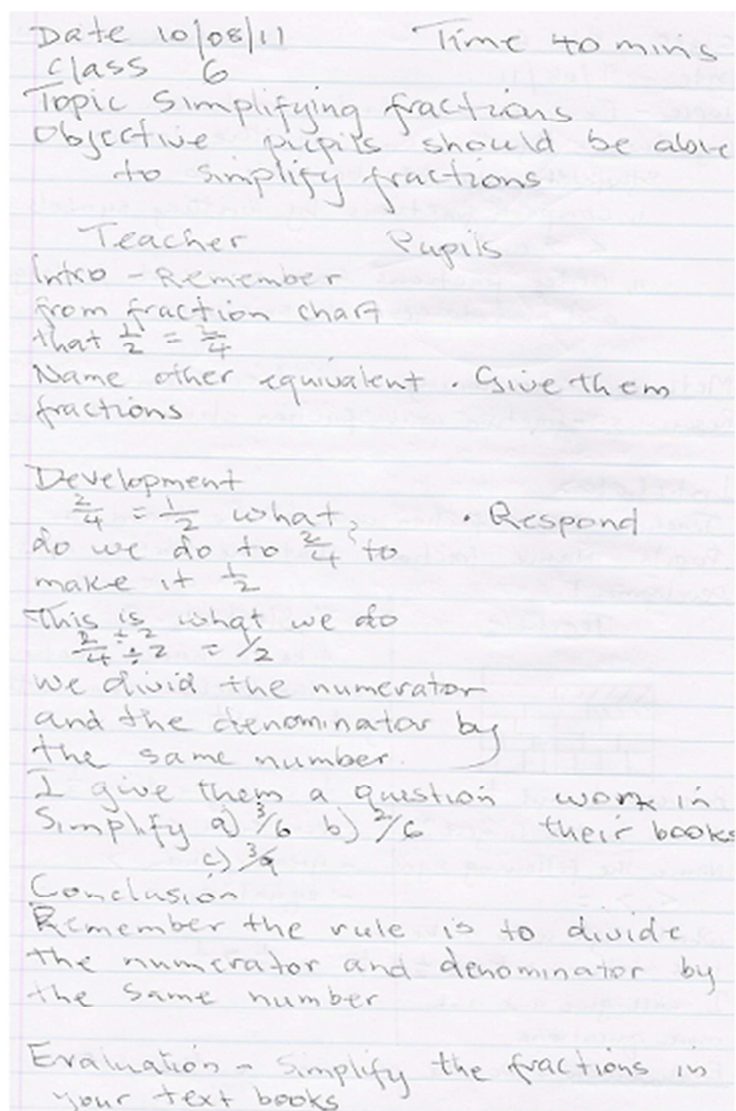 Date 10/08/11 Time 40 mins
Class 6
Topic Simplifying fractions
Objective pupils should be able
to simplify fractions
Teacher Pupils
Intro - Remember
from fraction chart
that 1/2 = 2/4
Name other equivalent . Give them
fractions
Development
2/4 = 1/2 what . Respond
do we do to 2/4 to
make it 1/2
This is what we do
2/4 ÷2/÷2 = 1/2
We divid the numerator
and the denominator by
the same number.
I give them a question work in
Simplify a) 3/6 b) 2/6 their books
c) 3/9
Conclusion
Remember the rule is to divide
the numerator and denominator by
the same number
Evaluation - Simplify the fractions in
your text books